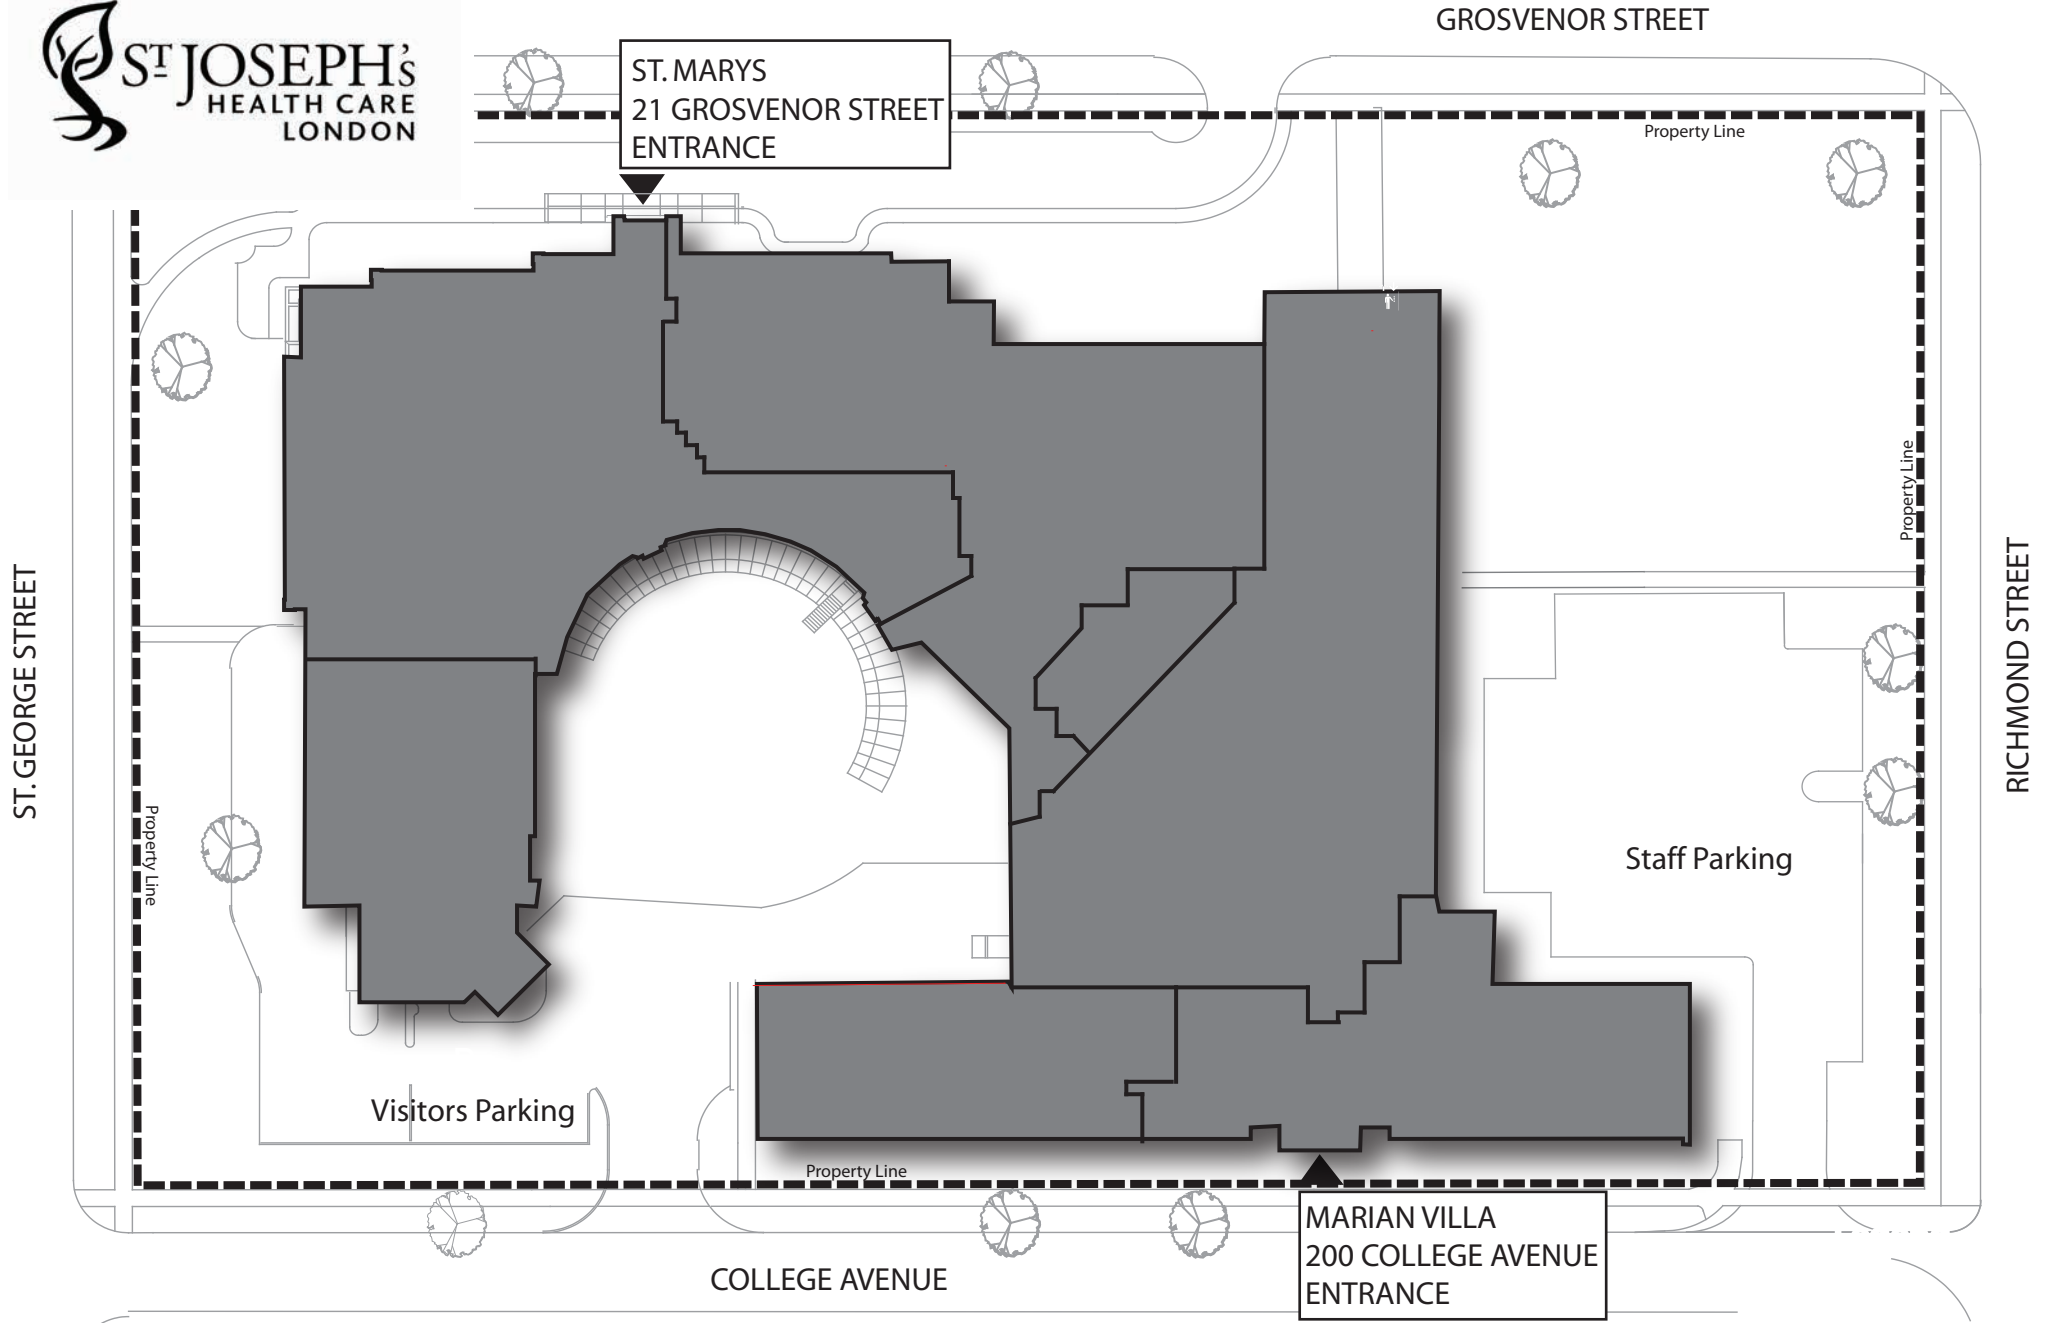 GROSVENOR STREET
ST. JOSEPH's
HEALTH CARE
LONDON
ST. MARYS
21 GROSVENOR STREET
ENTRANCE
Property Line
Property Line
ST. GEORGE STREET
RICHMOND STREET
Property Line
Staff Parking
Visitors Parking
Property Line
MARIAN VILLA
200 COLLEGE AVENUE
ENTRANCE
COLLEGE AVENUE